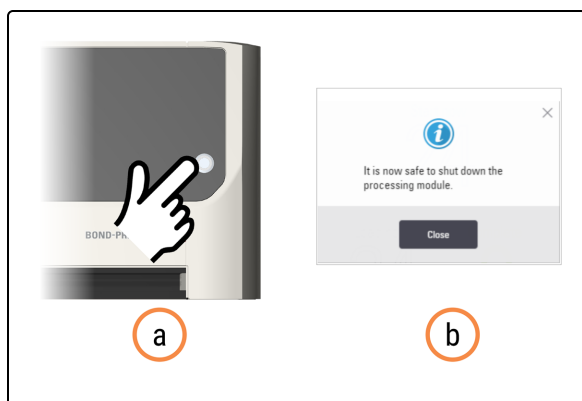 BOND-PR
It is now safe to shut down the
processing module.
Close
a
b